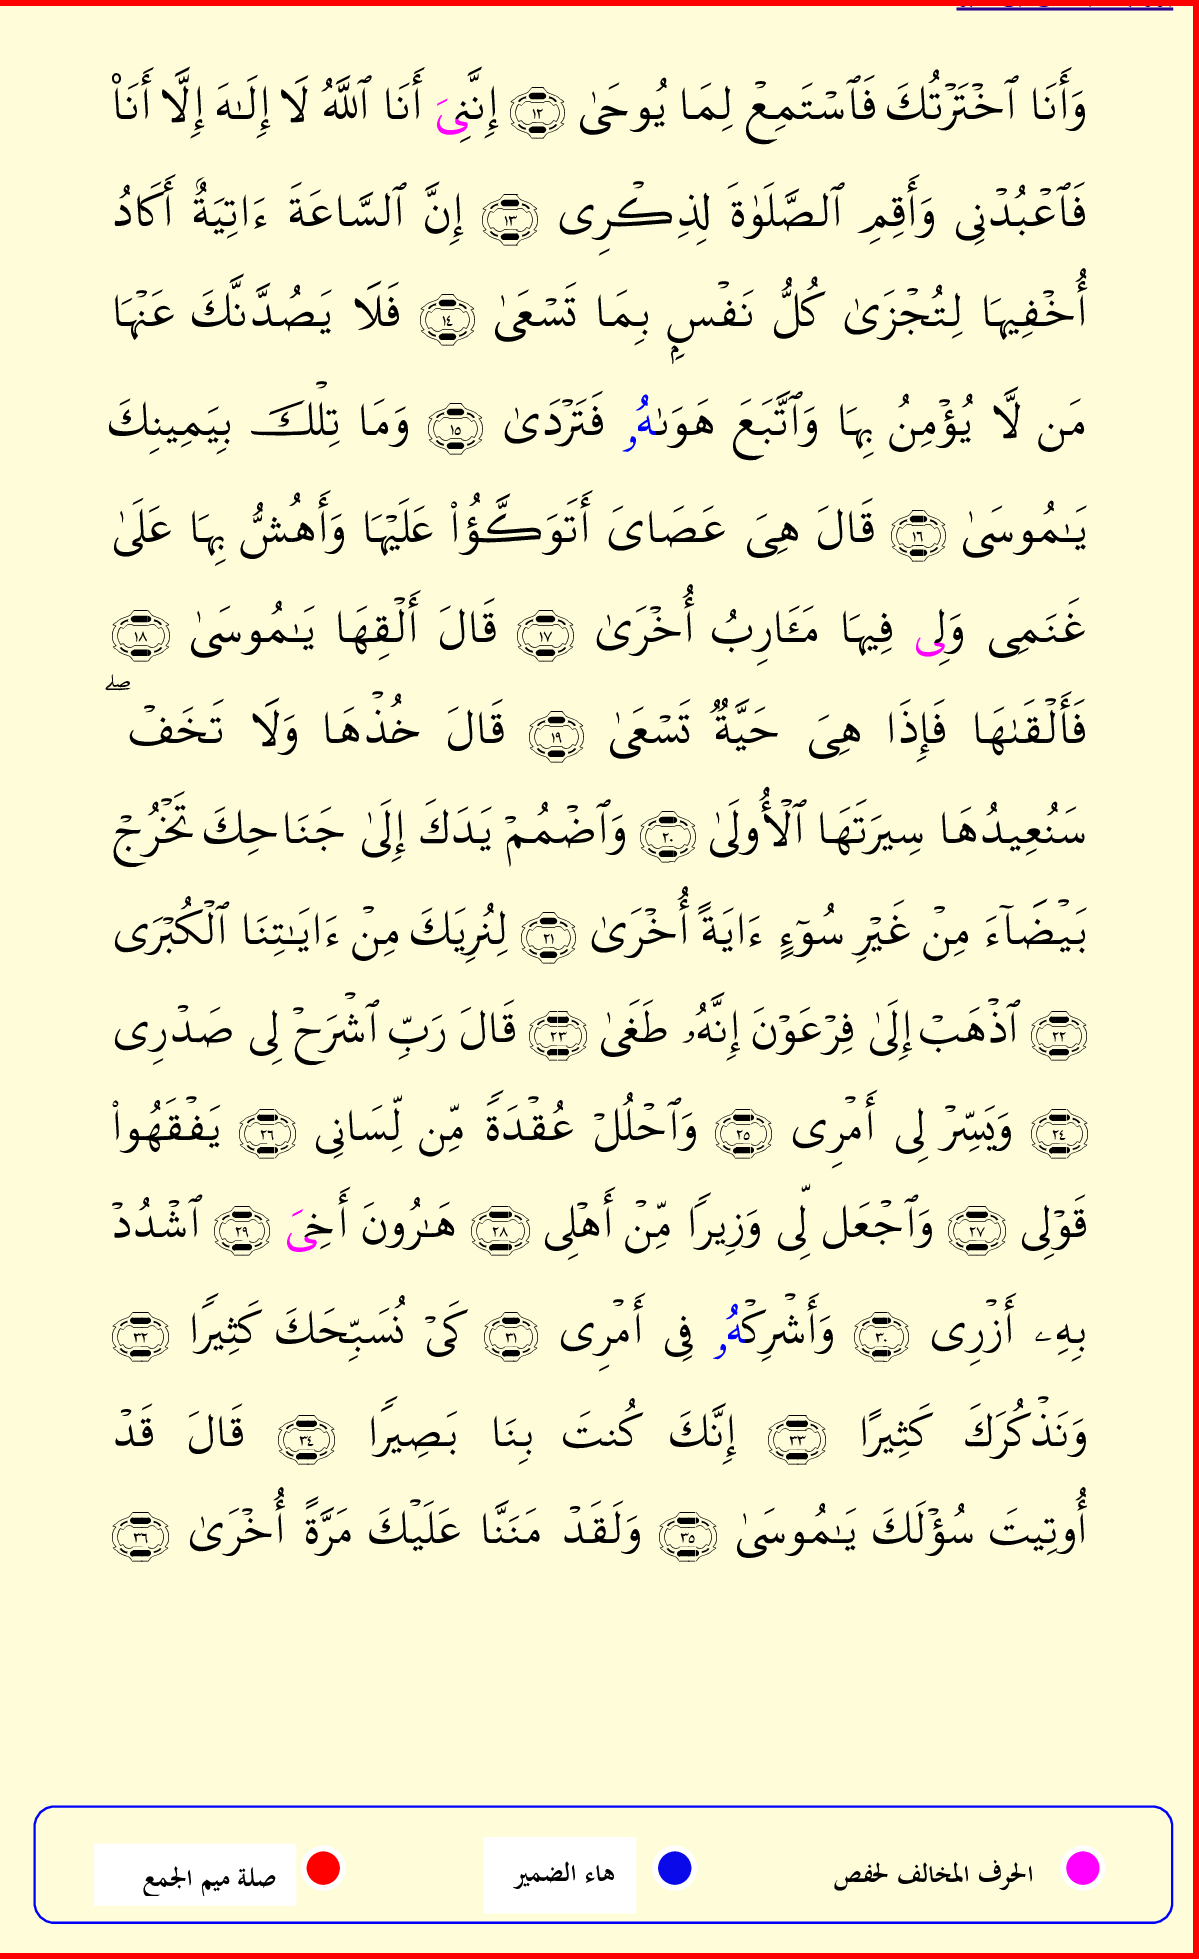 وَأَنَا ٱخْتَرْتُكَ فَٱسْتَمِعْ لِمَا يُوحَىٰ ١٢ إِنَّنِىَ أَنَا ٱللَّهُ لَا إِلَـٰهَ إِلَّا أَنَا۠
فَٱعْبُدْنِى وَأَقِمِ ٱلصَّلَوٰةَ لِذِكْرِى ١٣ إِنَّ ٱلسَّاعَةَ ءَاتِيَةٌ أَكَادُ
أُخْفِيهَا لِتُجْزَىٰ كُلُّ نَفْسٍۭ بِمَا تَسْعَىٰ ١٤ فَلَا يَصُدَّنَّكَ عَنْهَا
مَن لَّا يُؤْمِنُ بِهَا وَٱتَّبَعَ هَوَىٰهُۥ فَتَرْدَىٰ ١٥ وَمَا تِلْكَ بِيَمِينِكَ
يَـٰمُوسَىٰ ١٦ قَالَ هِىَ عَصَاىَ أَتَوَكَّؤُا۟ عَلَيْهَا وَأَهُشُّ بِهَا عَلَىٰ
غَنَمِى وَلِى فِيهَا مَـَٔارِبُ أُخْرَىٰ ١٧ قَالَ أَلْقِهَا يَـٰمُوسَىٰ ١٨
فَأَلْقَىٰهَا فَإِذَا هِىَ حَيَّةٌ تَسْعَىٰ ١٩ قَالَ خُذْهَا وَلَا تَخَفْ ۖ
سَنُعِيدُهَا سِيرَتَهَا ٱلْأُولَىٰ ٢٠ وَٱضْمُمْ يَدَكَ إِلَىٰ جَنَاحِكَ تَخْرُجْ
بَيْضَآءَ مِنْ غَيْرِ سُوٓءٍ ءَايَةً أُخْرَىٰ ٢١ لِنُرِيَكَ مِنْ ءَايَـٰتِنَا ٱلْكُبْرَى
٢٢ ٱذْهَبْ إِلَىٰ فِرْعَوْنَ إِنَّهُۥ طَغَىٰ ٢٣ قَالَ رَبِّ ٱشْرَحْ لِى صَدْرِى
٢٤ وَيَسِّرْ لِى أَمْرِى ٢٥ وَٱحْلُلْ عُقْدَةً مِّن لِّسَانِى ٢٦ يَفْقَهُوا۟
قَوْلِى ٢٧ وَٱجْعَل لِّى وَزِيرًا مِّنْ أَهْلِى ٢٨ هَـٰرُونَ أَخِىَ ٢٩ ٱشْدُدْ
بِهِۦ أَزْرِى ٣٠ وَأَشْرِكْهُۥ فِى أَمْرِى ٣١ كَىْ نُسَبِّحَكَ كَثِيرًا ٣٢
وَنَذْكُرَكَ كَثِيرًا ٣٣ إِنَّكَ كُنتَ بِنَا بَصِيرًا ٣٤ قَالَ قَدْ
أُوتِيتَ سُؤْلَكَ يَـٰمُوسَىٰ ٣٥ وَلَقَدْ مَنَنَّا عَلَيْكَ مَرَّةً أُخْرَىٰ ٣٦
الحرف المخالف لحفص هاء الضمير صلة ميم الجمع